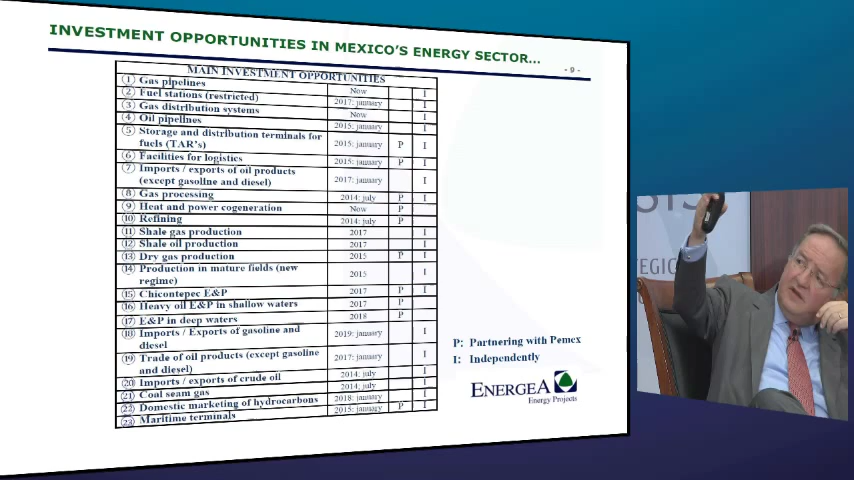 INVESTMENT OPPORTUNITIES IN MEXICO'S ENERGY SECTOR...
- 9 -
MAIN INVESTMENT OPPORTUNITIES
1 Gas pipelines Now I
2 Fuel stations (restricted) 2017: january I
3 Gas distribution systems Now I
4 Oil pipelines 2015: january I
5 Storage and distribution terminals for
fuels (TAR's) 2015: january P I
6 Facilities for logistics 2015: january P I
7 Imports / exports of oil products
(except gasoline and diesel) 2017: january I
8 Gas processing 2014: july P I
9 Heat and power cogeneration Now P
10 Refining 2014: july P
11 Shale gas production 2017 I
12 Shale oil production 2017 I
13 Dry gas production 2015 P I
14 Production in mature fields (new
regime) 2015 I
15 Chicontepec E&P 2017 P I
16 Heavy oil E&P in shallow waters 2017 P
17 E&P in deep waters 2018 P
18 Imports / Exports of gasoline and
diesel 2019: january I
19 Trade of oil products (except gasoline
and diesel) 2017: january I
20 Imports / exports of crude oil 2014: july I
21 Coal seam gas 2014: july I
22 Domestic marketing of hydrocarbons 2018: january I
23 Maritime terminals 2015: january P I
P: Partnering with Pemex
I: Independently
ENERGEA
Energy Projects